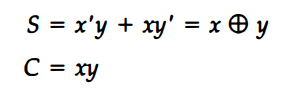 S = x'y + xy' = x ⊕ y
C = xy